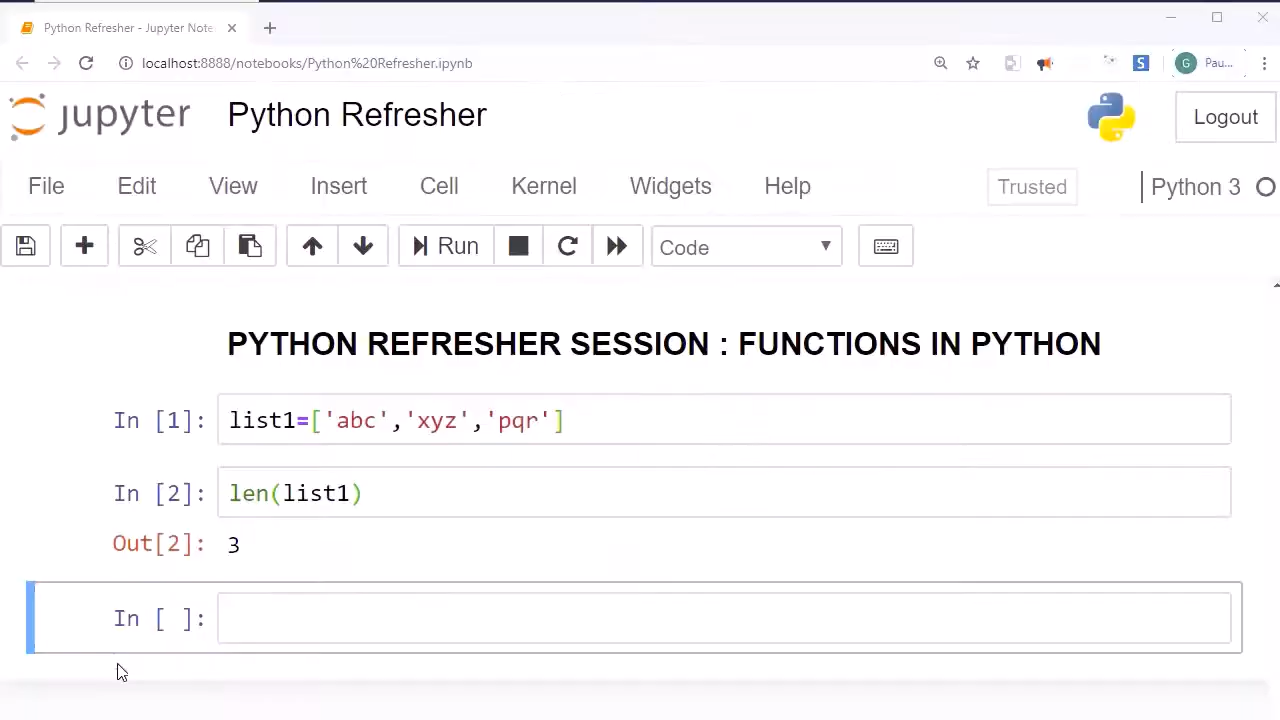 Python Refresher - Jupyter Note
localhost:8888/notebooks/Python%20Refresher.ipynb
S
G Pau...
jupyter Python Refresher
Logout
File Edit View Insert Cell Kernel Widgets Help Trusted Python 3
Run Code
PYTHON REFRESHER SESSION : FUNCTIONS IN PYTHON
In [1]: list1=['abc','xyz','pqr']
In [2]: len(list1)
Out[2]: 3
In [ ]: